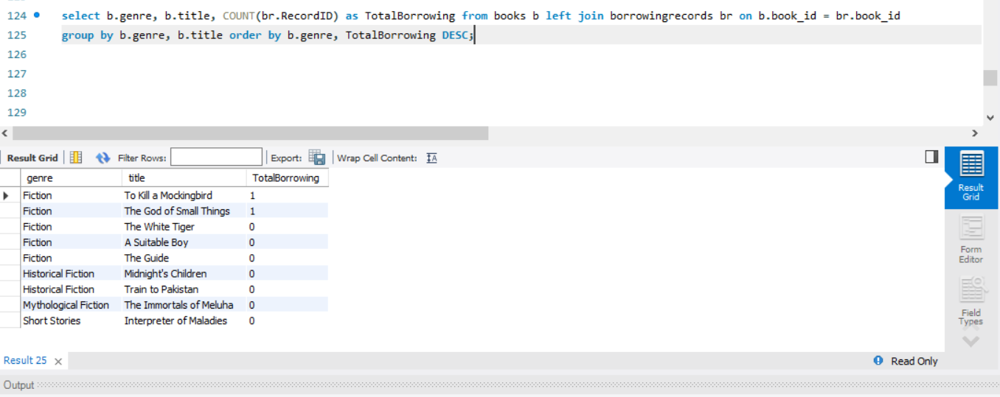 124 select b.genre, b.title, COUNT(br.RecordID) as TotalBorrowing from books b left join borrowingrecords br on b.book_id = br.book_id
125 group by b.genre, b.title order by b.genre, TotalBorrowing DESC;
126
127
128
129
Result Grid Filter Rows: Export: Wrap Cell Content: IA
genre title TotalBorrowing
Fiction To Kill a Mockingbird 1
Fiction The God of Small Things 1
Fiction The White Tiger 0
Fiction A Suitable Boy 0
Fiction The Guide 0
Historical Fiction Midnight's Children 0
Historical Fiction Train to Pakistan 0
Mythological Fiction The Immortals of Meluha 0
Short Stories Interpreter of Maladies 0
Result
Grid
Form
Editor
Field
Types
Result 25 Read Only
Output